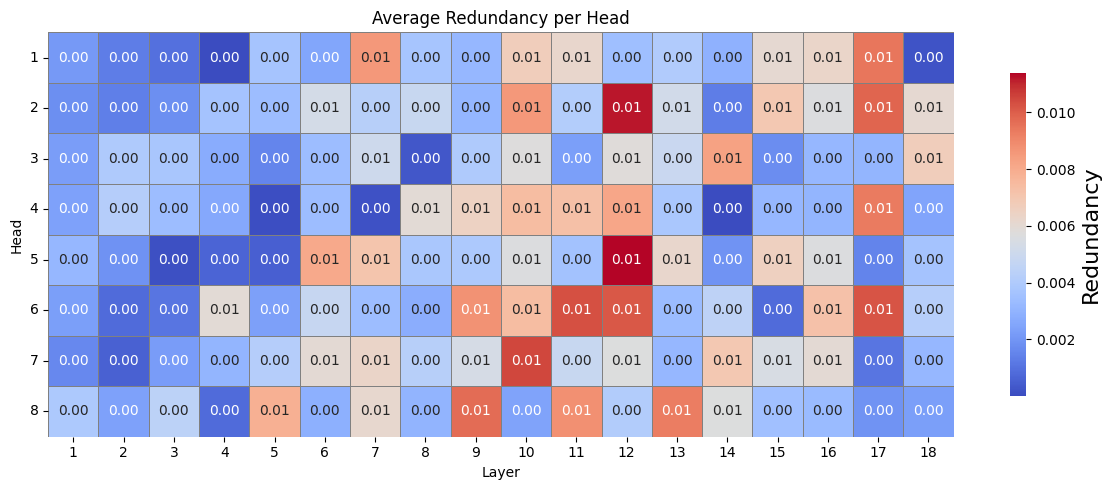 Average Redundancy per Head
1 0.00 0.00 0.00 0.00 0.00 0.00 0.01 0.00 0.00 0.01 0.01 0.00 0.00 0.00 0.01 0.01 0.01 0.00
2 0.00 0.00 0.00 0.00 0.00 0.01 0.00 0.00 0.00 0.01 0.00 0.01 0.01 0.00 0.01 0.01 0.01 0.01
3 0.00 0.00 0.00 0.00 0.00 0.00 0.01 0.00 0.00 0.01 0.00 0.01 0.00 0.01 0.00 0.00 0.00 0.01
4 0.00 0.00 0.00 0.00 0.00 0.00 0.00 0.01 0.01 0.01 0.01 0.01 0.00 0.00 0.00 0.00 0.01 0.00
5 0.00 0.00 0.00 0.00 0.00 0.01 0.01 0.00 0.00 0.01 0.00 0.01 0.01 0.00 0.01 0.01 0.00 0.00
6 0.00 0.00 0.00 0.01 0.00 0.00 0.00 0.00 0.01 0.01 0.01 0.01 0.00 0.00 0.00 0.01 0.01 0.00
7 0.00 0.00 0.00 0.00 0.00 0.01 0.01 0.00 0.01 0.01 0.00 0.01 0.00 0.01 0.01 0.01 0.00 0.00
8 0.00 0.00 0.00 0.00 0.01 0.00 0.01 0.00 0.01 0.00 0.01 0.00 0.01 0.01 0.00 0.00 0.00 0.00
1 2 3 4 5 6 7 8 9 10 11 12 13 14 15 16 17 18
Layer
Head
0.010
0.008
0.006
0.004
0.002
Redundancy